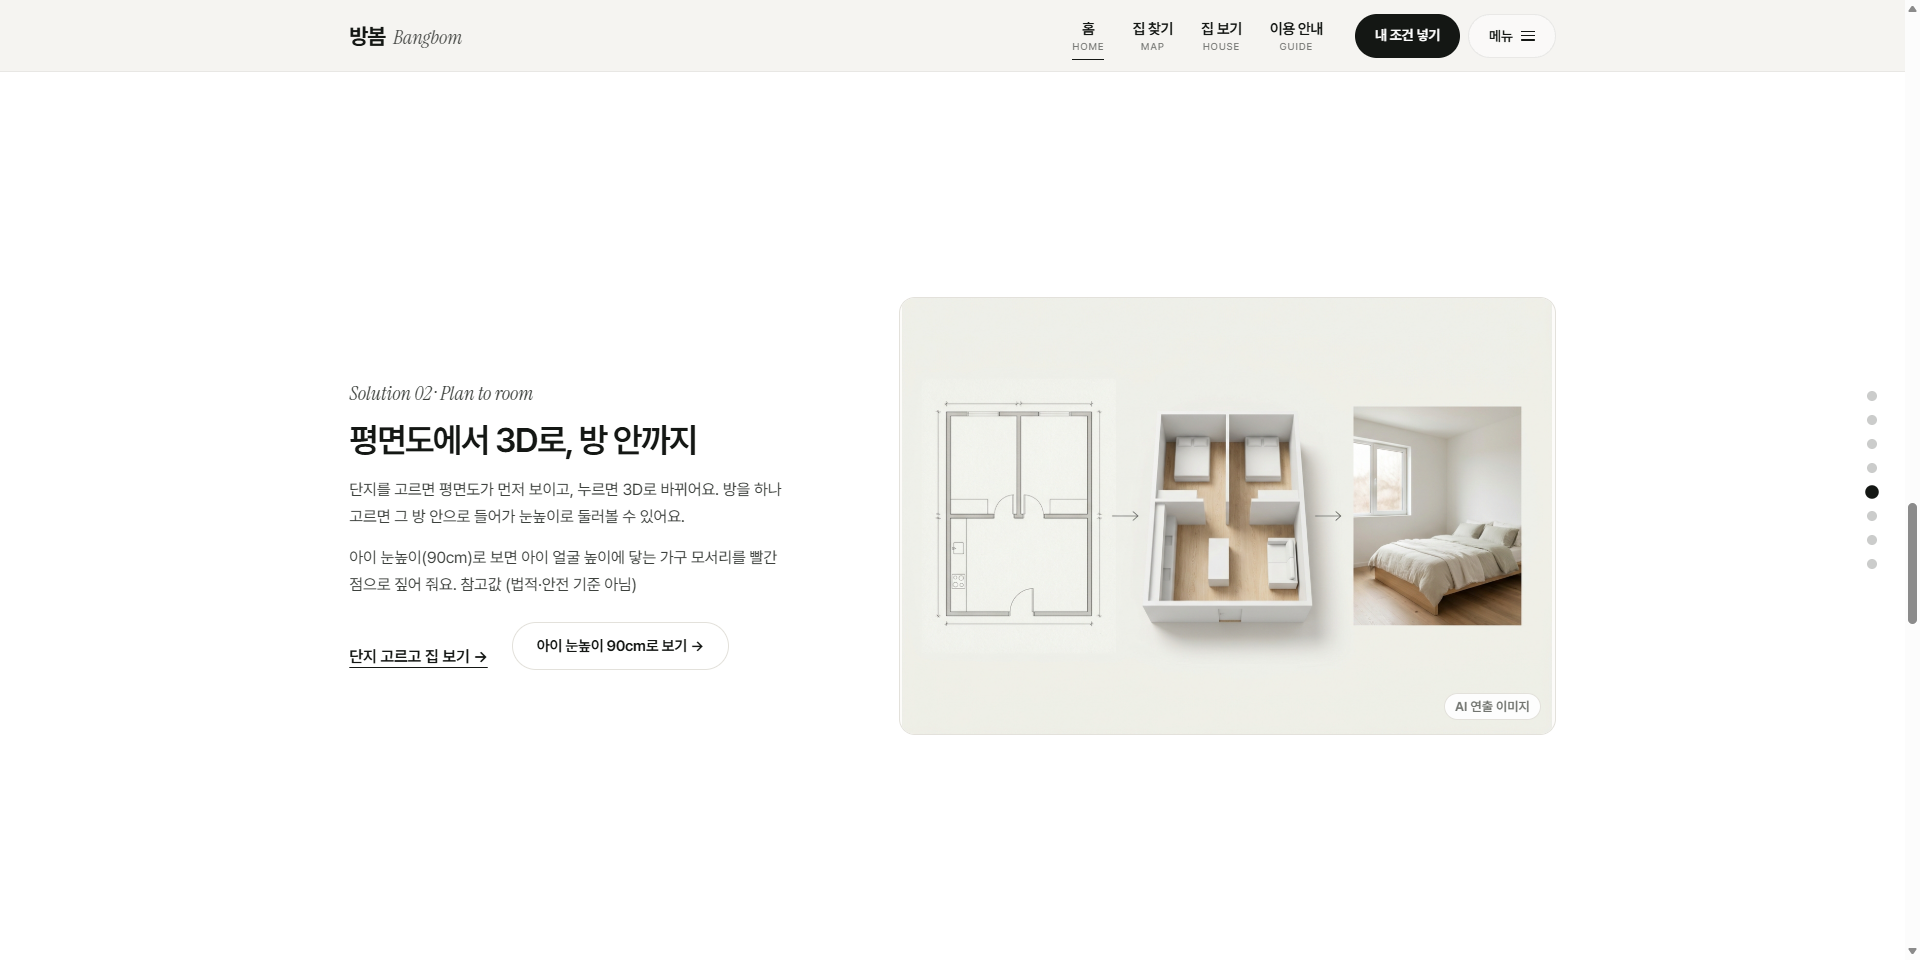 방봄 Bangbom
홈
HOME
집 찾기
MAP
집 보기
HOUSE
이용 안내
GUIDE
내 조건 넣기
메뉴
Solution 02 · Plan to room
평면도에서 3D로, 방 안까지
단지를 고르면 평면도가 먼저 보이고, 누르면 3D로 바뀌어요. 방을 하나
고르면 그 방 안으로 들어가 눈높이로 둘러볼 수 있어요.
아이 눈높이(90cm)로 보면 아이 얼굴 높이에 닿는 가구 모서리를 빨간
점으로 짚어 줘요. 참고값 (법적·안전 기준 아님)
단지 고르고 집 보기 →
아이 눈높이 90cm로 보기 →
AI 연출 이미지